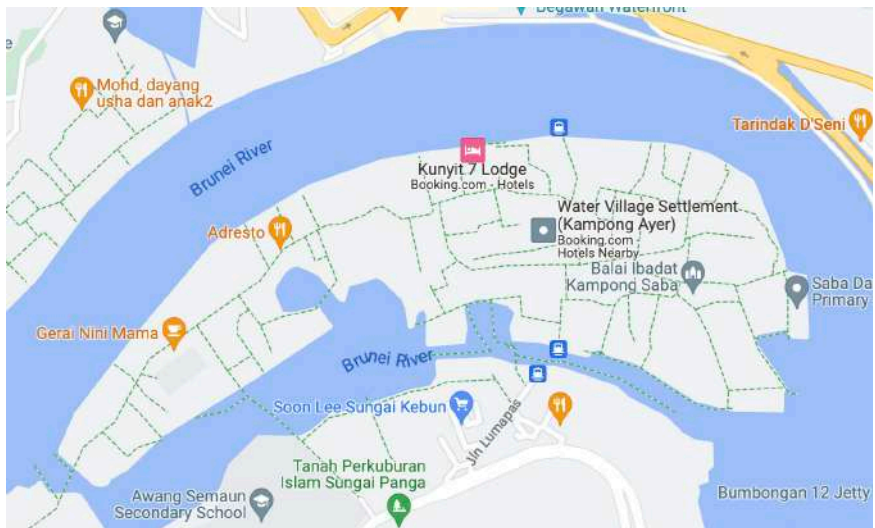 Begawan Waterfront
Mohd, dayang
usha dan anak2
Tarindak D'Seni
Brunei River
Kunyit 7 Lodge
Booking.com - Hotels
Water Village Settlement
(Kampong Ayer)
Booking.com
Hotels Nearby
Adresto
Balai Ibadat
Kampong Saba
Saba Da
Primary
Gerai Nini Mama
Brunei River
Soon Lee Sungai Kebun
Jln Lumapas
Tanah Perkuburan
Islam Sungai Panga
Awang Semaun
Secondary School
Bumbongan 12 Jetty